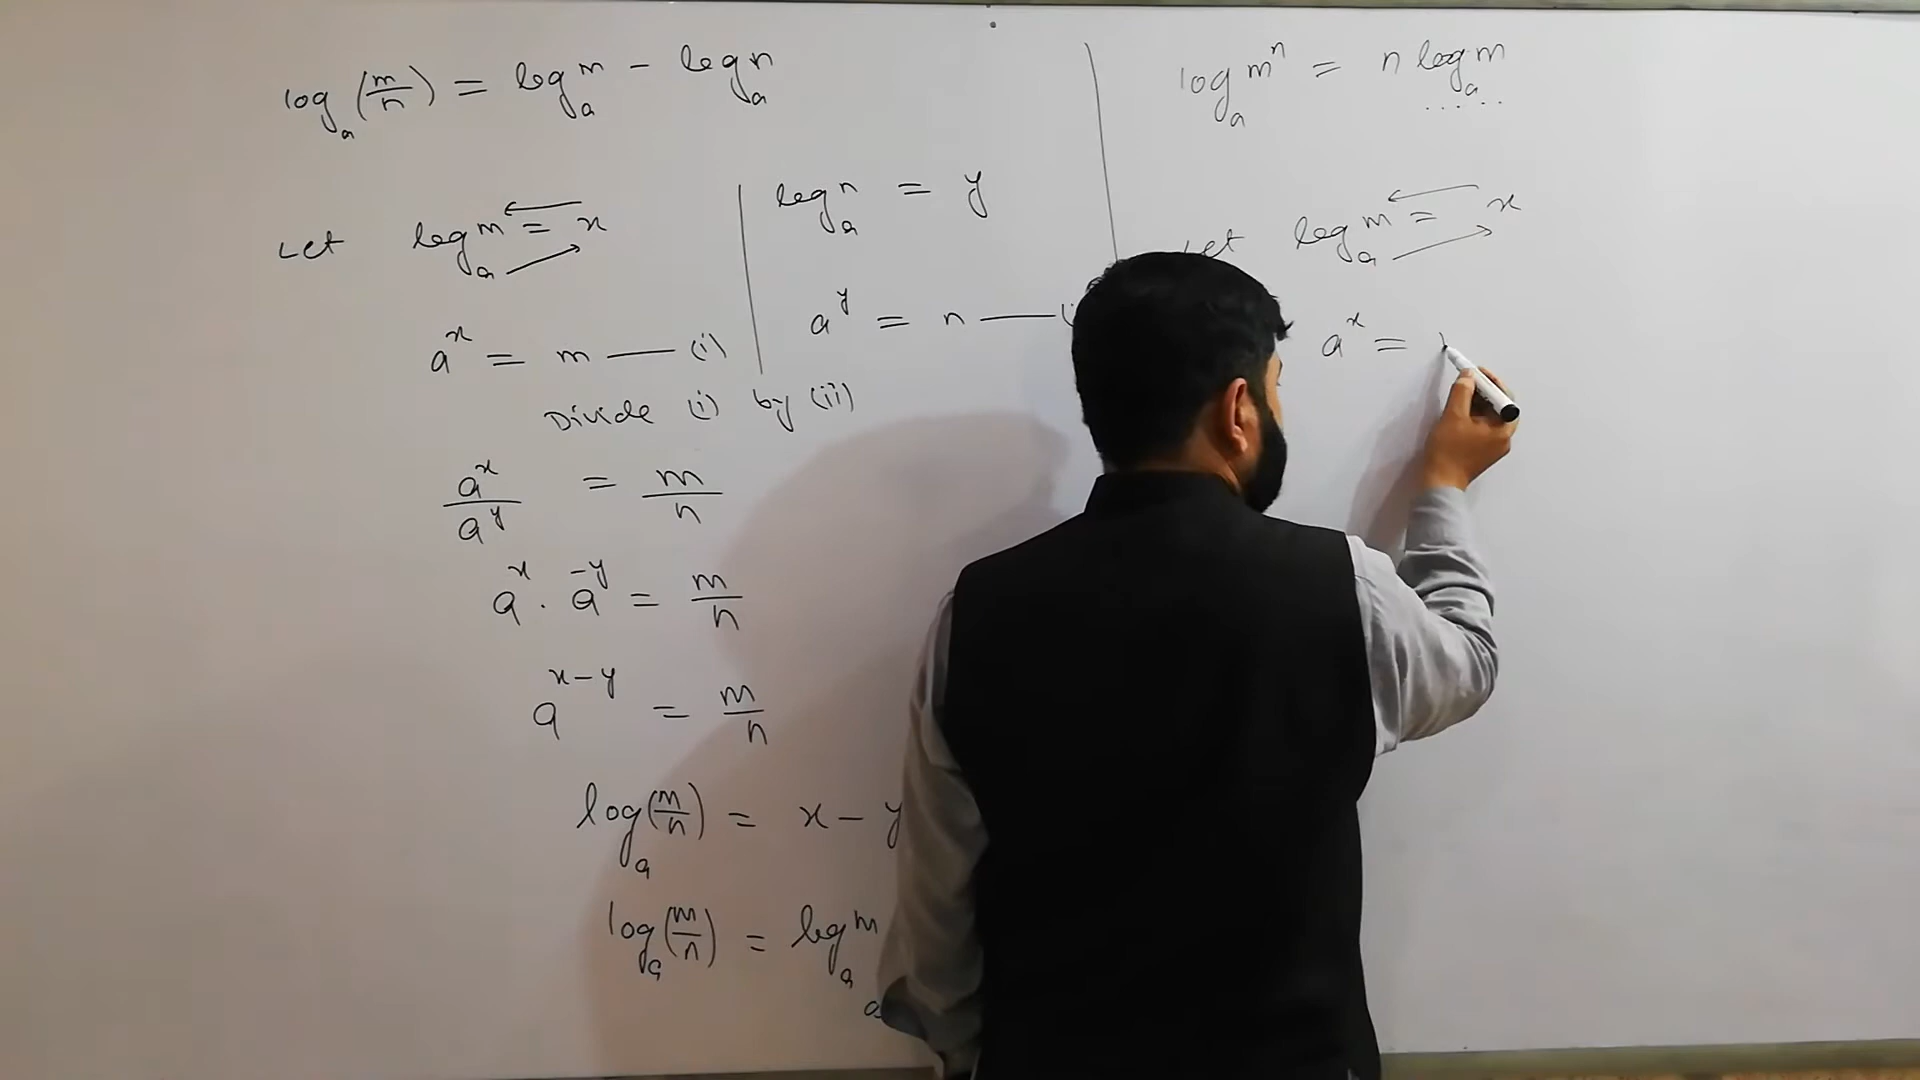 log_a (m/n) = log_a m - log_a n
Let log_a m = x
log_a n = y
a^x = m — (i)
a^y = n —
Divide (i) by (ii)
a^x / a^y = m/n
a^x . a^-y = m/n
a^(x-y) = m/n
log_a (m/n) = x - y
log_a (m/n) = log_a m
log_a m^n = n log_a m
Let log_a m = x
a^x =